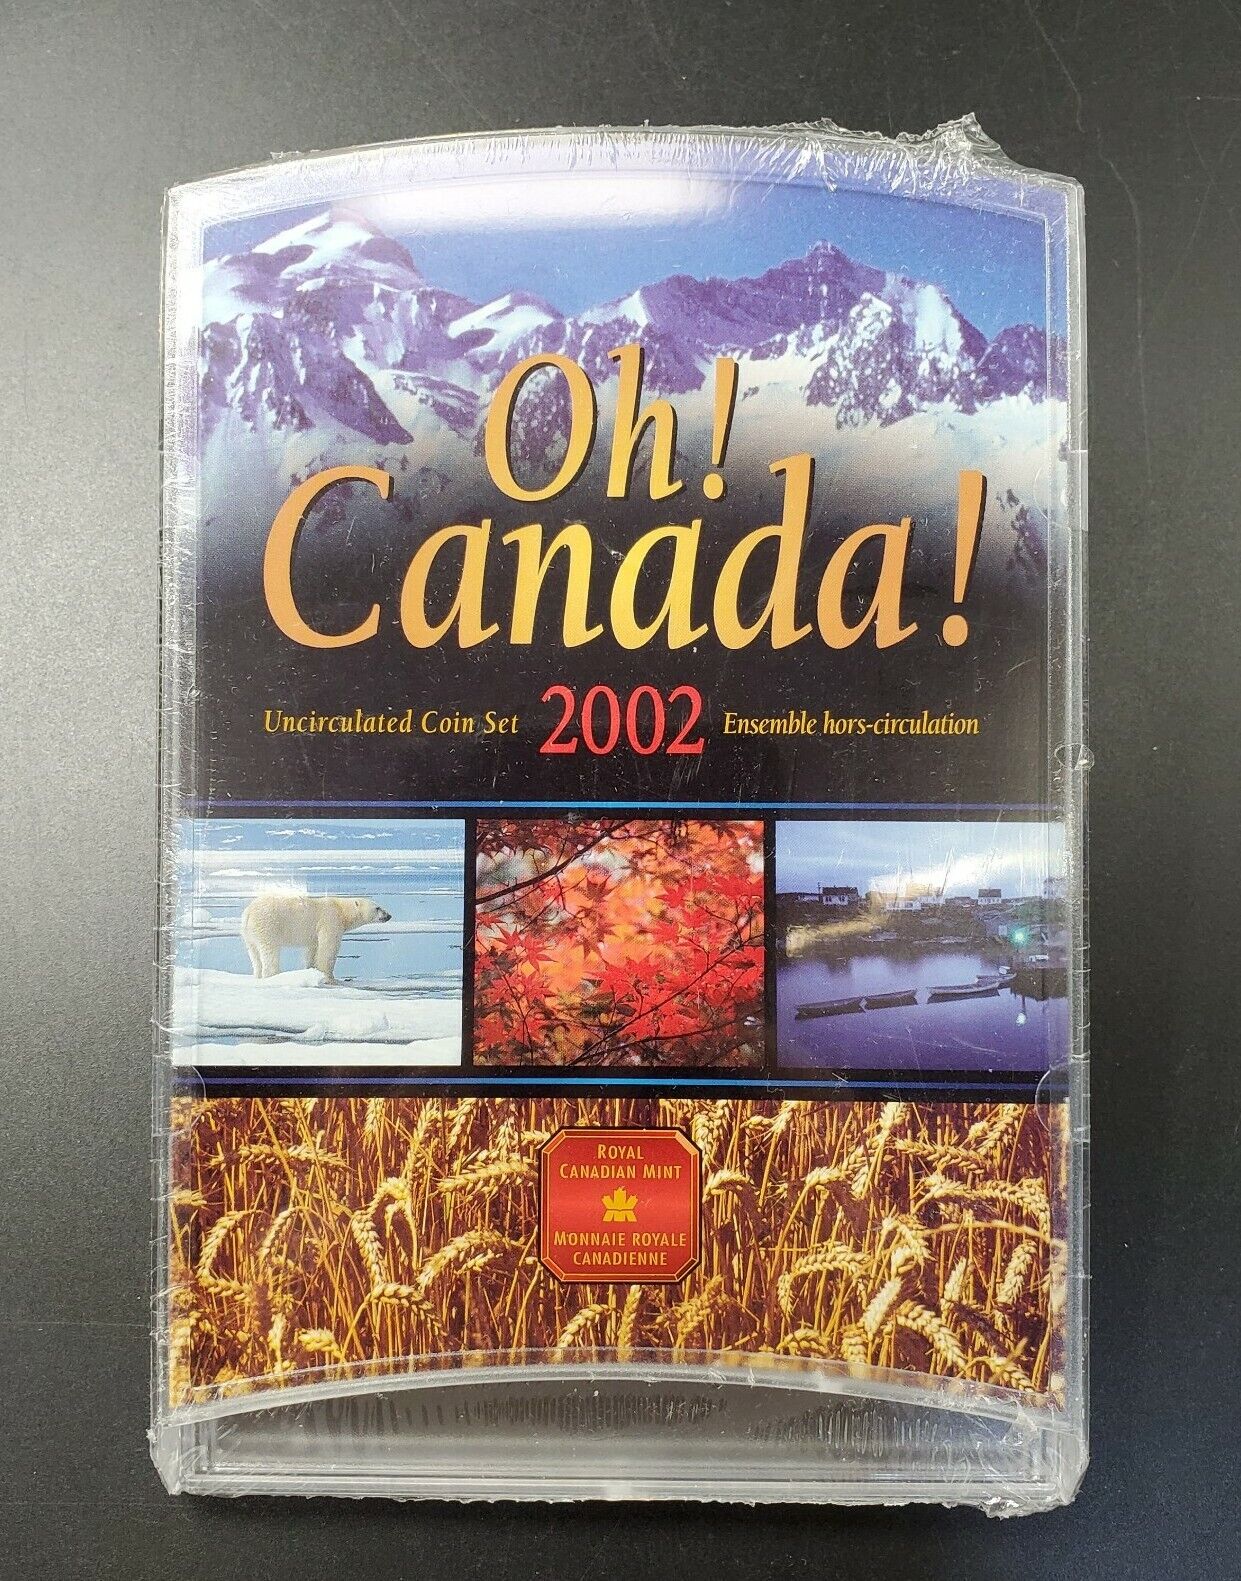 Oh!
Canada!
Uncirculated Coin Set 2002 Ensemble hors-circulation
ROYAL
CANADIAN MINT
MONNAIE ROYALE
CANADIENNE